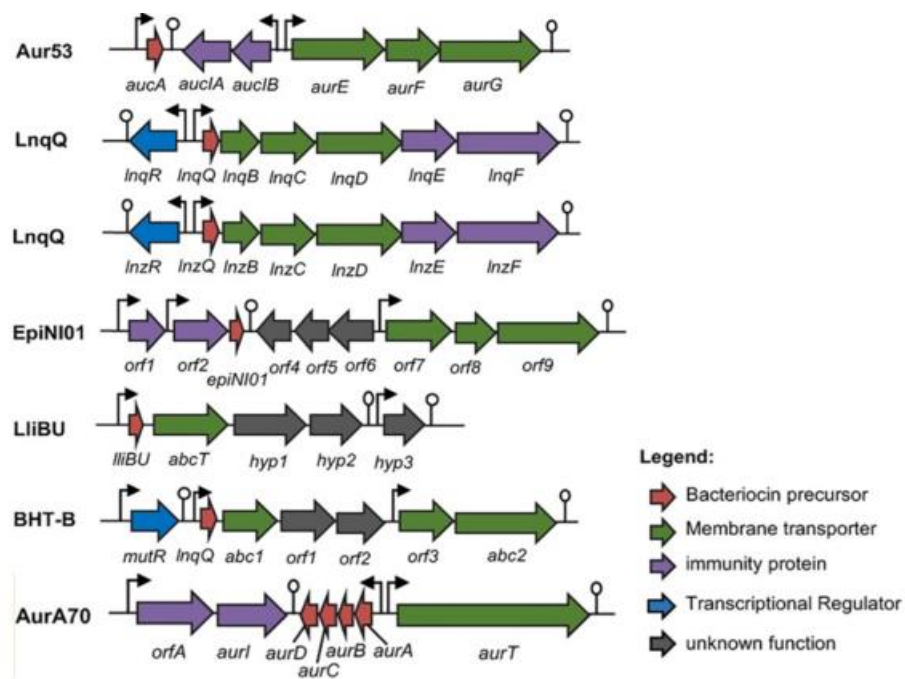 Aur53
aucA aucIA aucIB aurE aurF aurG
LnqQ
lnqR lnqQ lnqB lnqC lnqD lnqE lnqF
LnqQ
lnzR lnzQ lnzB lnzC lnzD lnzE lnzF
EpiNI01
orf1 orf2 epiNI01 orf4 orf5 orf6 orf7 orf8 orf9
LliBU
lliBU abcT hyp1 hyp2 hyp3
BHT-B
mutR lnqQ abc1 orf1 orf2 orf3 abc2
AurA70
orfA aurI aurD aurC aurB aurA aurT
Legend:
Bacteriocin precursor
Membrane transporter
immunity protein
Transcriptional Regulator
unknown function